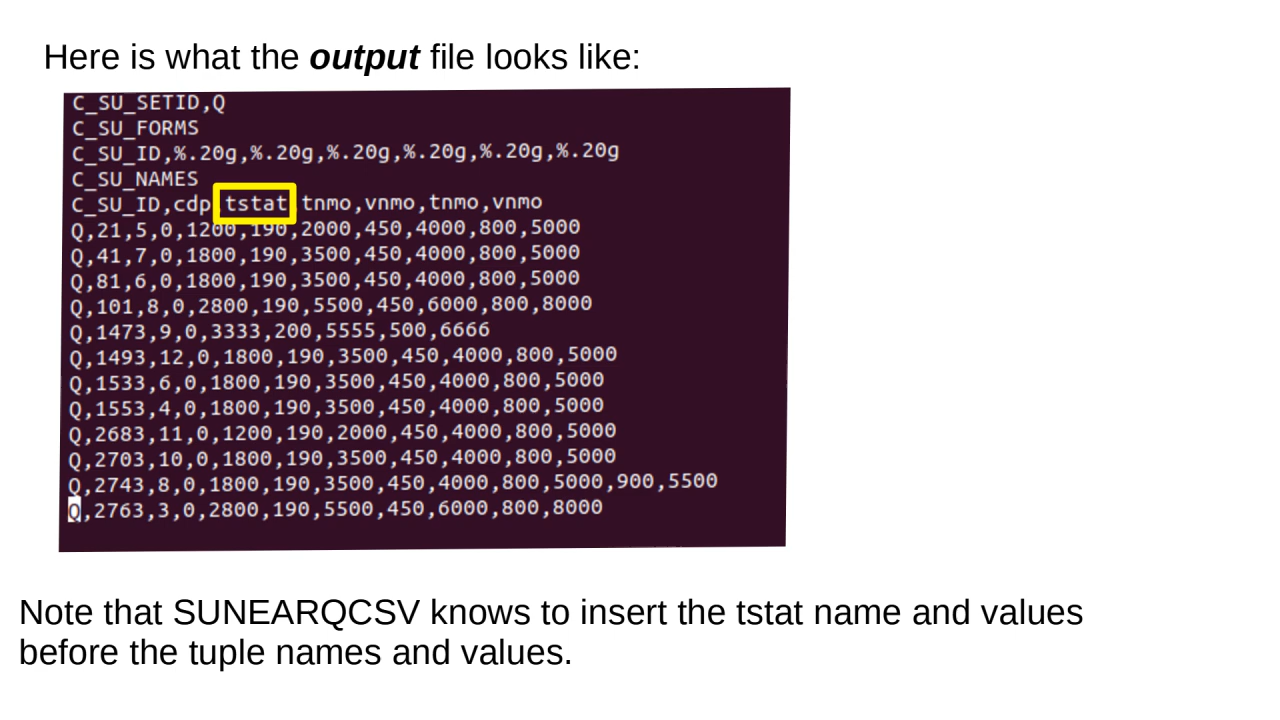 Here is what the output file looks like:
C_SU_SETID,Q
C_SU_FORMS
C_SU_ID,%.20g,%.20g,%.20g,%.20g,%.20g,%.20g
C_SU_NAMES
C_SU_ID,cdp,tstat,tnmo,vnmo,tnmo,vnmo
Q,21,5,0,1200,190,2000,450,4000,800,5000
Q,41,7,0,1800,190,3500,450,4000,800,5000
Q,81,6,0,1800,190,3500,450,4000,800,5000
Q,101,8,0,2800,190,5500,450,6000,800,8000
Q,1473,9,0,3333,200,5555,500,6666
Q,1493,12,0,1800,190,3500,450,4000,800,5000
Q,1533,6,0,1800,190,3500,450,4000,800,5000
Q,1553,4,0,1800,190,3500,450,4000,800,5000
Q,2683,11,0,1200,190,2000,450,4000,800,5000
Q,2703,10,0,1800,190,3500,450,4000,800,5000
Q,2743,8,0,1800,190,3500,450,4000,800,5000,900,5500
Q,2763,3,0,2800,190,5500,450,6000,800,8000
Note that SUNEARQCSV knows to insert the tstat name and values
before the tuple names and values.